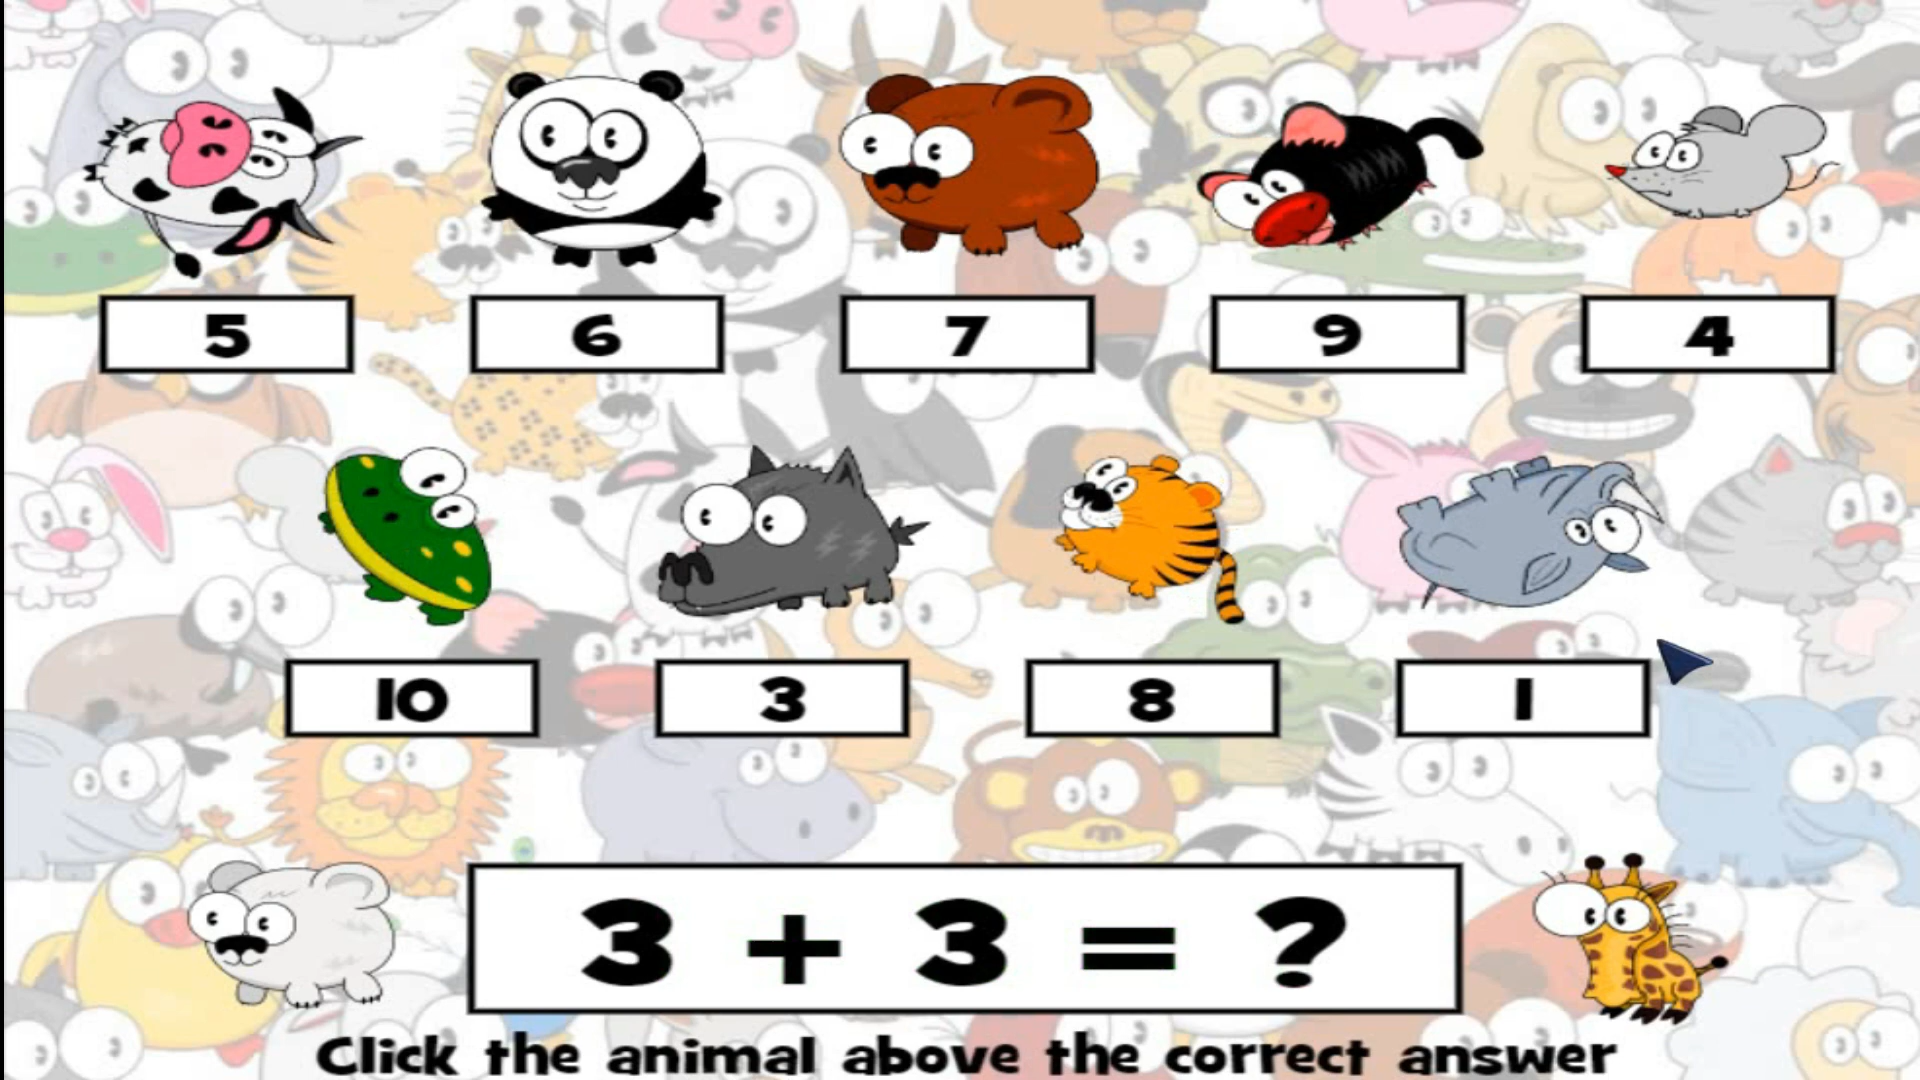 5 6 7 9 4
10 3 8 1
3 + 3 = ?
Click the animal above the correct answer